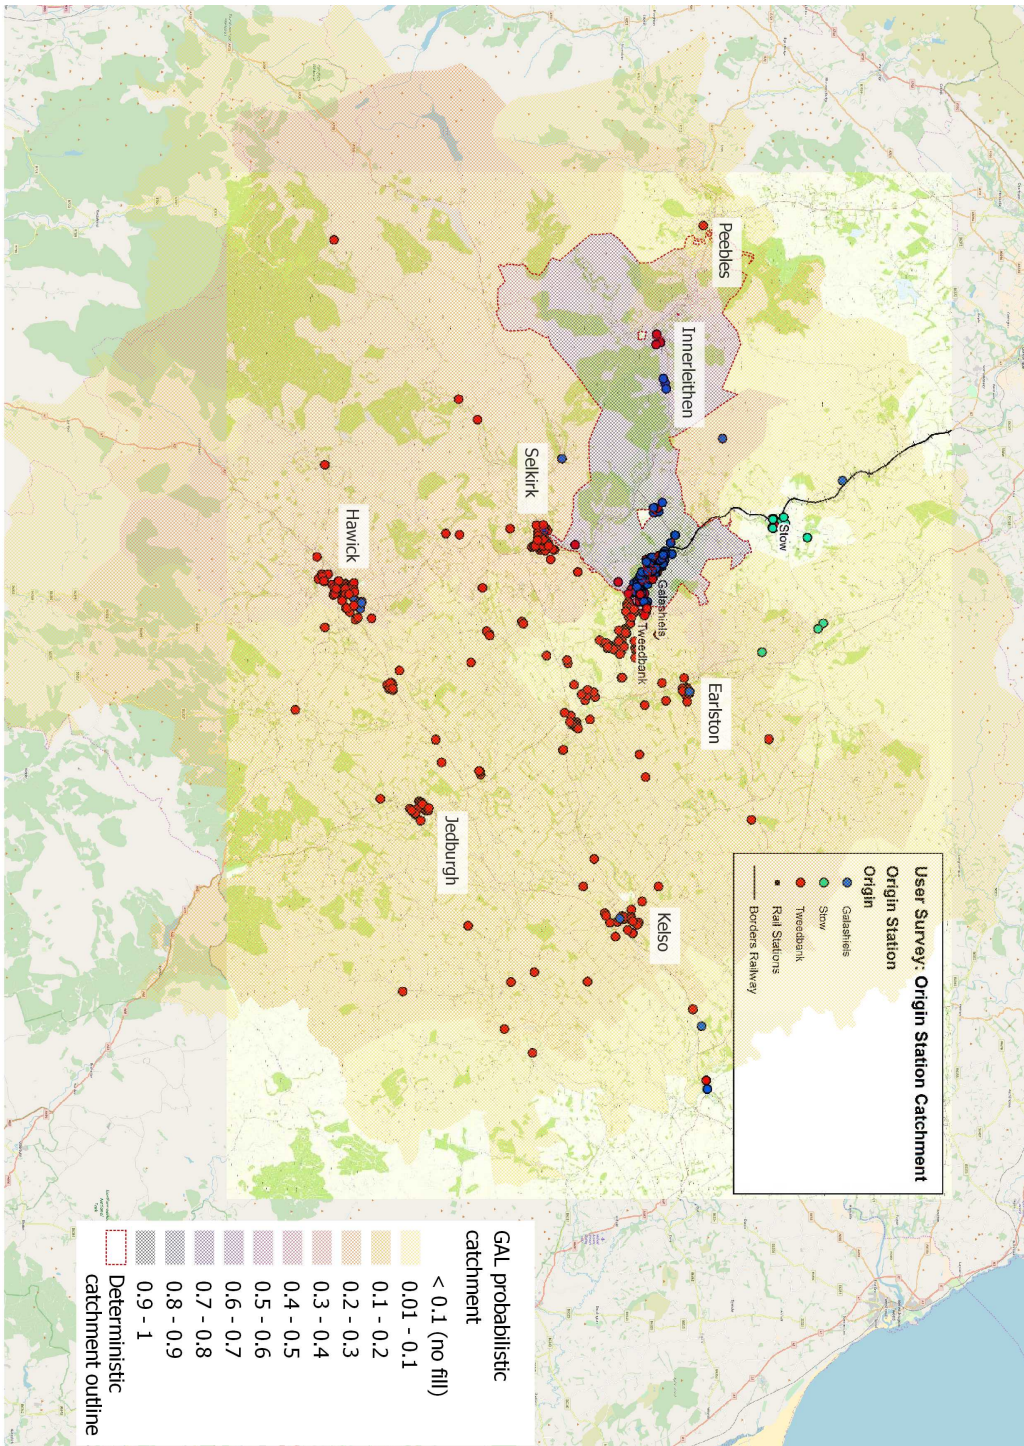 User Survey: Origin Station Catchment
Origin Station
Origin
Galashiels
Stow
Tweedbank
Rail Stations
Borders Railway
Peebles
Innerleithen
Stow
Selkirk
Galashiels
Tweedbank
Earlston
Hawick
Jedburgh
Kelso
GAL probabilistic
catchment
< 0.1 (no fill)
0.01 - 0.1
0.1 - 0.2
0.2 - 0.3
0.3 - 0.4
0.4 - 0.5
0.5 - 0.6
0.6 - 0.7
0.7 - 0.8
0.8 - 0.9
0.9 - 1
Deterministic
catchment outline